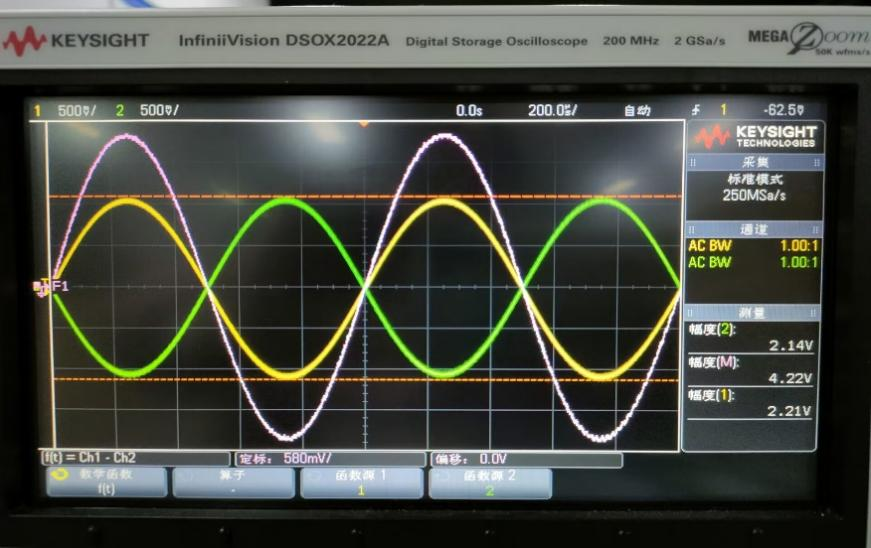 KEYSIGHT InfiniiVision DSOX2022A Digital Storage Oscilloscope 200 MHz 2 GSa/s MEGA Zoom
50K wfms/s
1 500▽/ 2 500▽/ 0.0s 200.0㎲/ 自动 1 -62.5▽
KEYSIGHT
TECHNOLOGIES
采集
标准模式
250MSa/s
通道
AC BW 1.00:1
AC BW 1.00:1
F1
测量
幅度(2):
2.14V
幅度(M):
4.22V
幅度(1):
2.21V
f(t) = Ch1 - Ch2 定标: 580mV/ 偏移: 0.0V
数学函数 算子 函数源 1 函数源 2
f(t) - 1 2